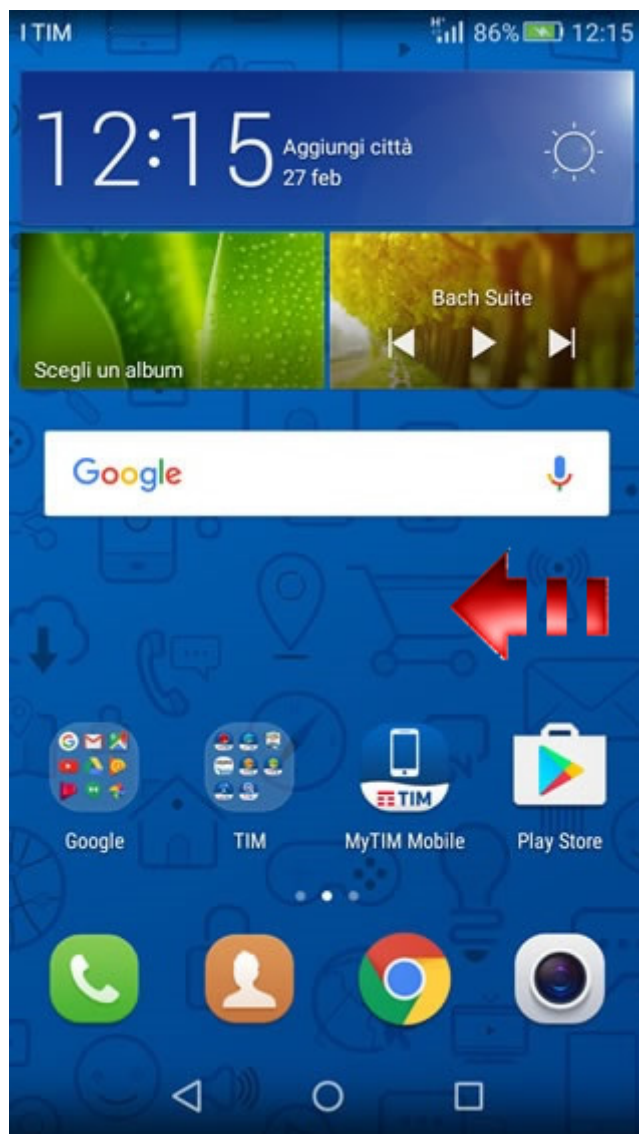 I TIM
86% 12:15
12:15
Aggiungi città
27 feb
Bach Suite
Scegli un album
Google
TIM
Google
TIM
MyTIM Mobile
Play Store